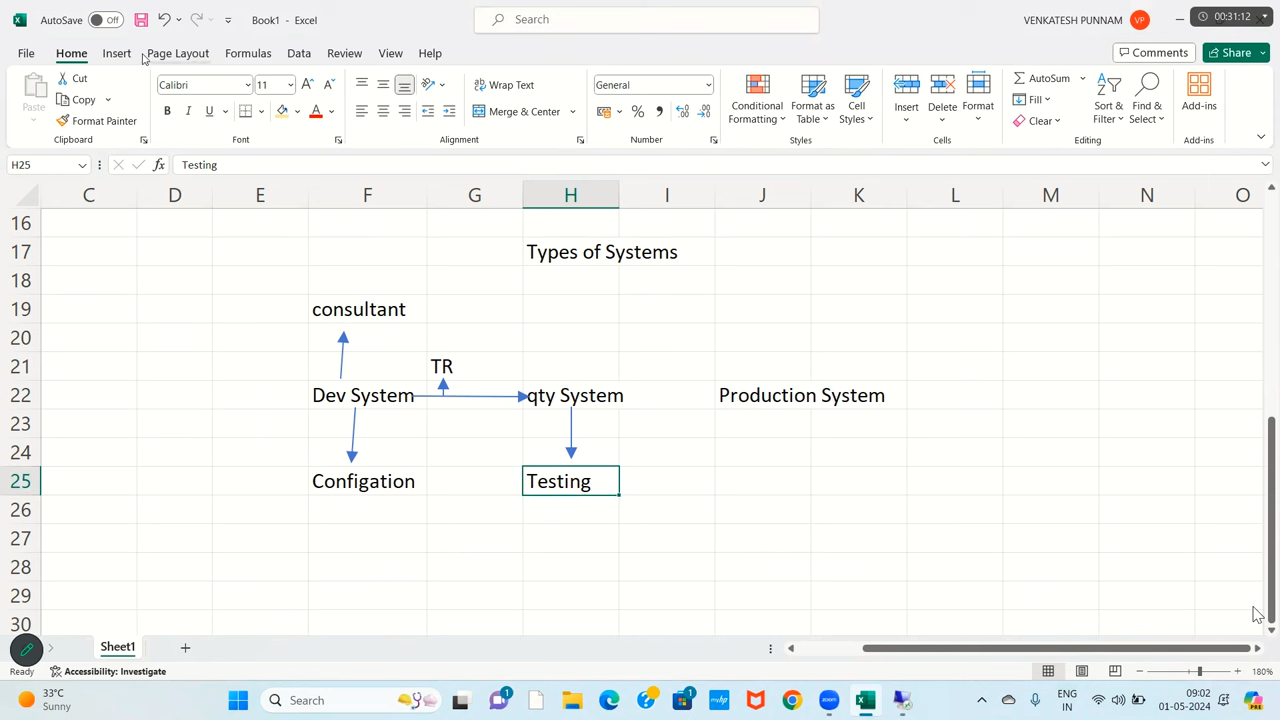 AutoSave Off Book1 - Excel Search VENKATESH PUNNAM VP 00:31:12
File Home Insert Page Layout Formulas Data Review View Help Comments Share
Paste Cut Copy Format Painter Clipboard
Calibri 11 B I U Font
Wrap Text Merge & Center Alignment
General % Number
Conditional Formatting Format as Table Cell Styles Styles
Insert Delete Format Cells
AutoSum Fill Clear Sort & Filter Find & Select Editing
Add-ins Add-ins
H25 fx Testing
C D E F G H I J K L M N O
16
17 Types of Systems
18
19 consultant
20
21 TR
22 Dev System qty System Production System
23
24
25 Configation Testing
26
27
28
29
30
Sheet1
Ready Accessibility: Investigate 180%
33°C Sunny Search 1 1 ENG IN 09:02 01-05-2024 PRE